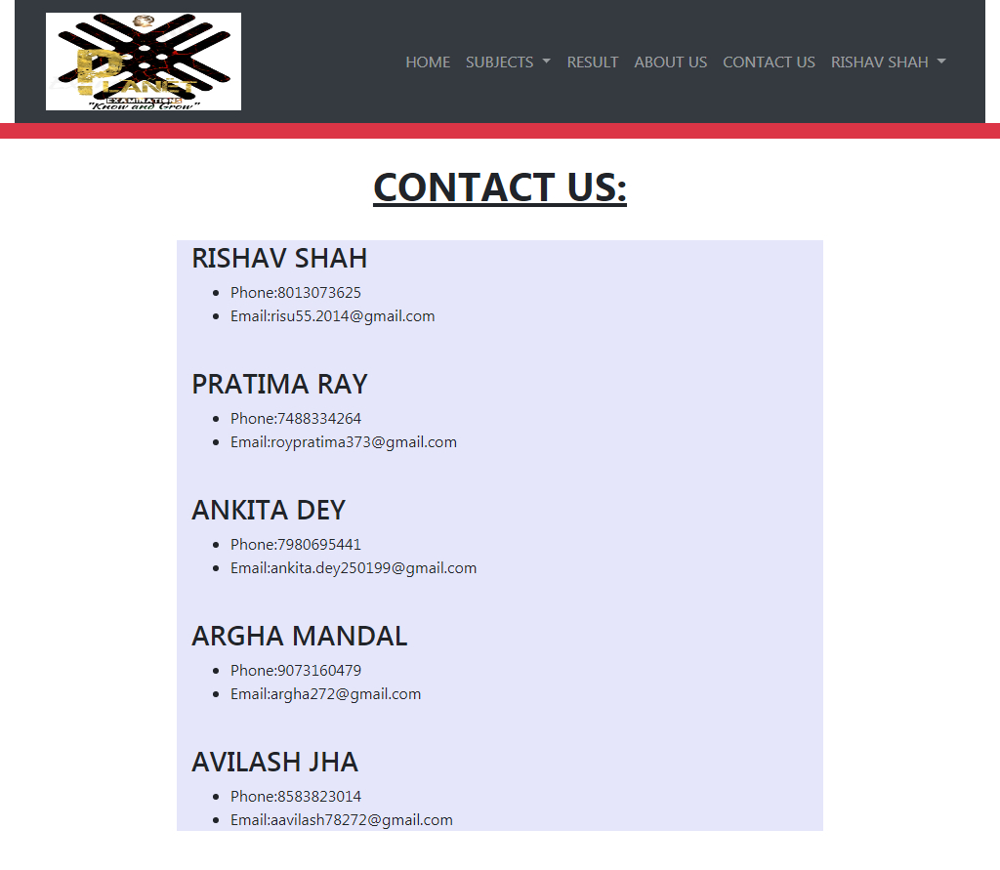 PLANET
EXAMINATIONS
"Know and Grow"
HOME SUBJECTS RESULT ABOUT US CONTACT US RISHAV SHAH
CONTACT US:
RISHAV SHAH
Phone:8013073625
Email:risu55.2014@gmail.com
PRATIMA RAY
Phone:7488334264
Email:roypratima373@gmail.com
ANKITA DEY
Phone:7980695441
Email:ankita.dey250199@gmail.com
ARGHA MANDAL
Phone:9073160479
Email:argha272@gmail.com
AVILASH JHA
Phone:8583823014
Email:aavilash78272@gmail.com